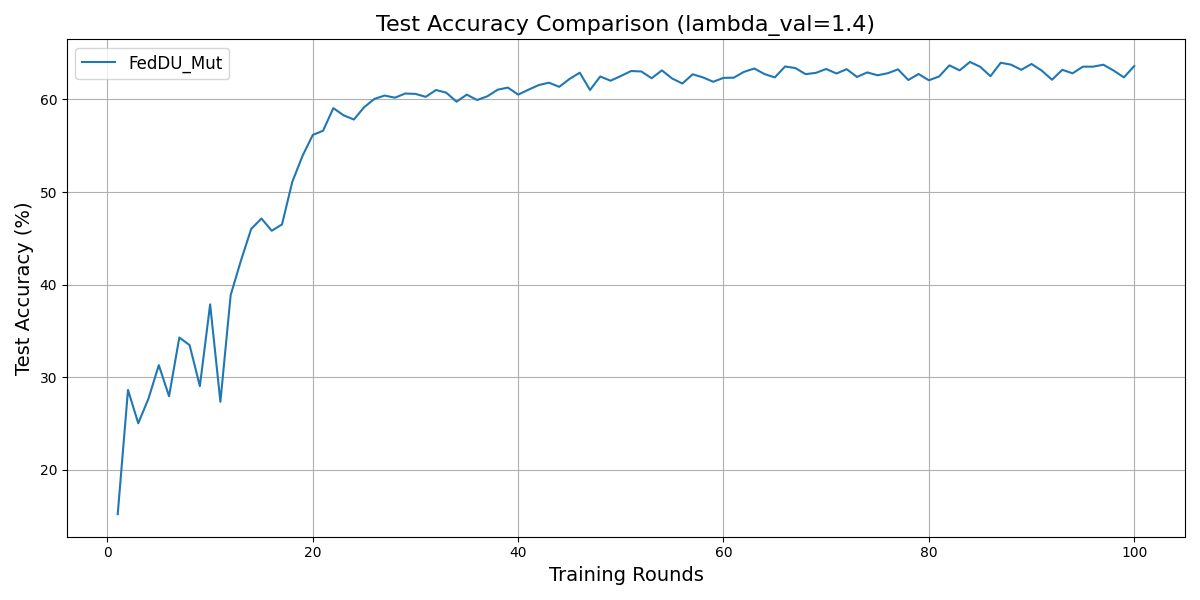 Test Accuracy Comparison (lambda_val=1.4)
FedDU_Mut
Test Accuracy (%)
60
50
40
30
20
0 20 40 60 80 100
Training Rounds